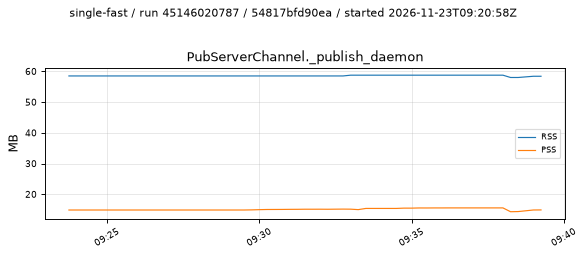 single-fast / run 45146020787 / 54817bfd90ea / started 2026-11-23T09:20:58Z
PubServerChannel._publish_daemon
60
50
40
30
20
MB
RSS
PSS
09:25
09:30
09:35
09:40